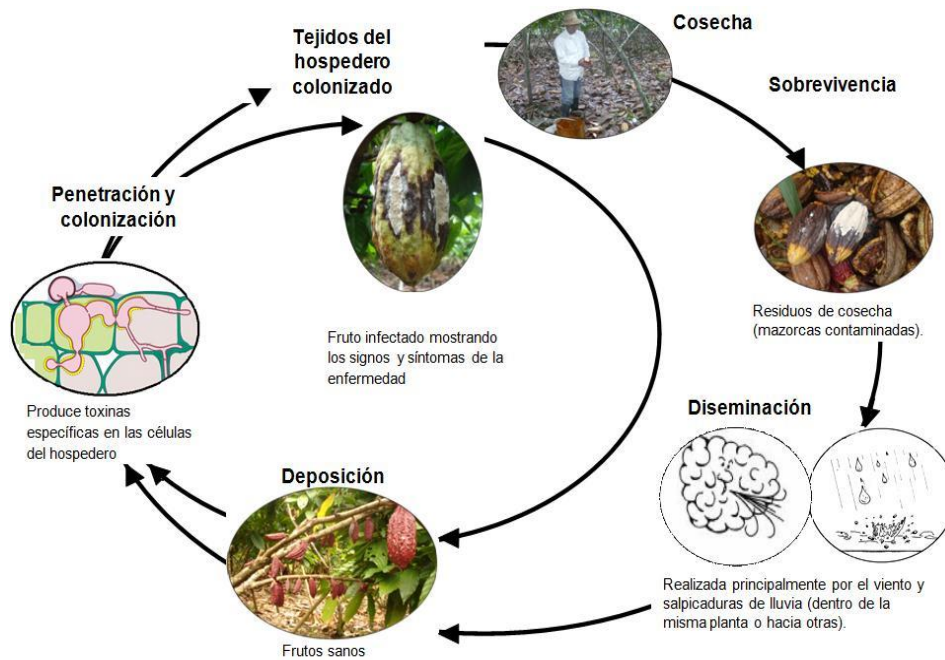 Cosecha
Tejidos del
hospedero
colonizado
Sobrevivencia
Penetración y
colonización
Residuos de cosecha
(mazorcas contaminadas).
Fruto infectado mostrando
los signos y síntomas de la
enfermedad
Produce toxinas
específicas en las células
del hospedero
Diseminación
Deposición
Realizada principalmente por el viento y
salpicaduras de lluvia (dentro de la
misma planta o hacia otras).
Frutos sanos